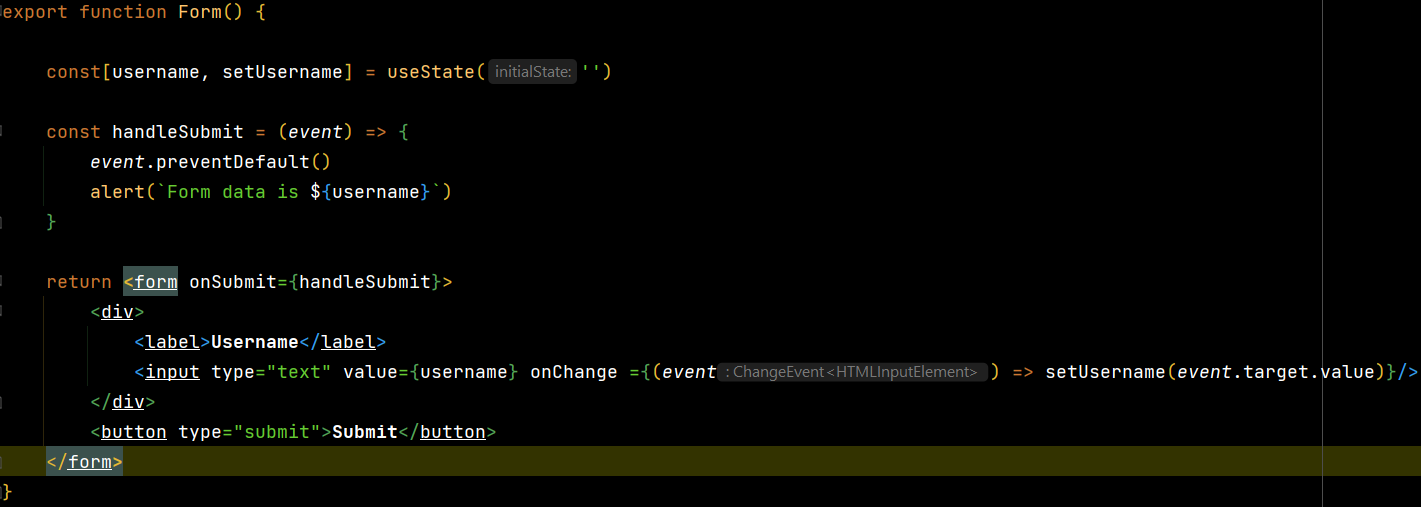 export function Form() {
const[username, setUsername] = useState( initialState: '')
const handleSubmit = (event) => {
event.preventDefault()
alert(`Form data is ${username}`)
}
return <form onSubmit={handleSubmit}>
<div>
<label>Username</label>
<input type="text" value={username} onChange ={(event : ChangeEvent<HTMLInputElement> ) => setUsername(event.target.value)}/>
</div>
<button type="submit">Submit</button>
</form>
}